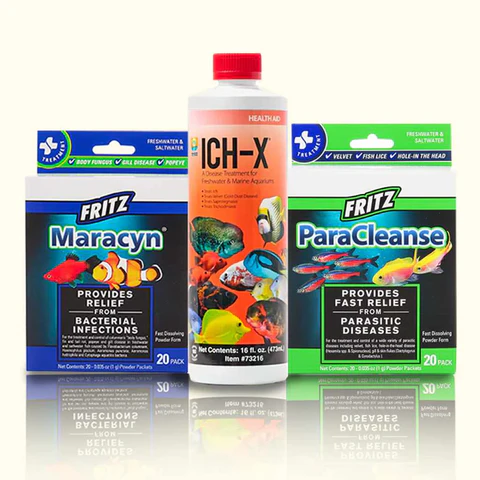 TREATMENT
FRESHWATER &
SALTWATER
✓ BODY FUNGUS ✓ GILL DISEASE ✓ POPEYE
FRITZ
Maracyn®
PROVIDES
RELIEF
FROM
BACTERIAL
INFECTIONS
Fast Dissolving
Powder Form
20 PACK
HEALTH AID
ICH-X®
A Disease Treatment for
Freshwater & Marine Aquariums
Net Contents: 16 fl. oz. (473mL)
Item #73216
TREATMENT
FRESHWATER &
SALTWATER
✓ VELVET ✓ FISH LICE ✓ HOLE-IN THE HEAD
FRITZ
ParaCleanse
PROVIDES
FAST RELIEF
FROM
PARASITIC
DISEASES
Fast Dissolving
Powder Form
20 PACK